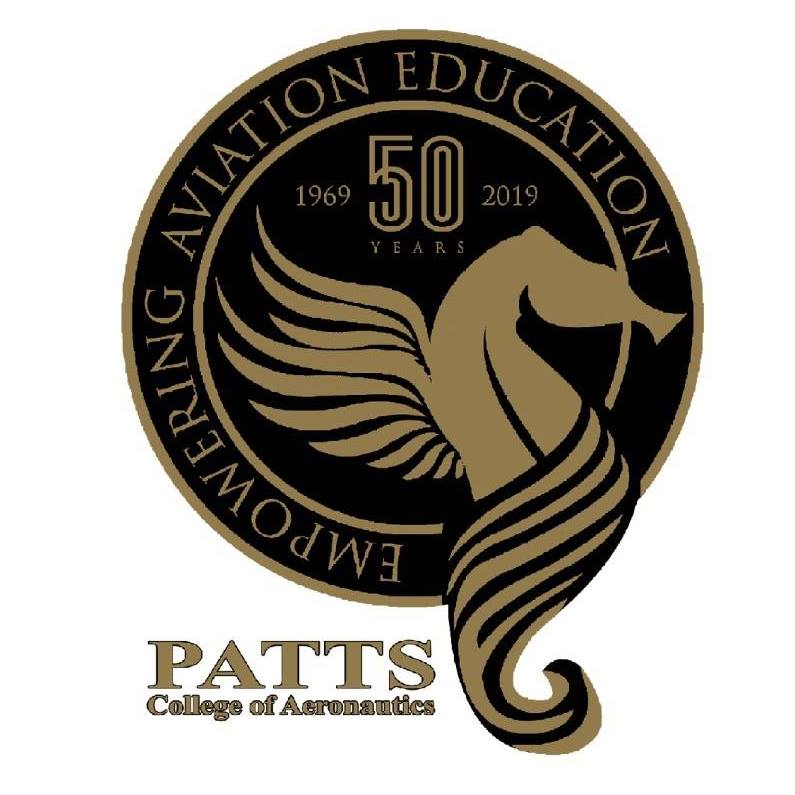 EMPOWERING AVIATION EDUCATION
1969 50 2019
YEARS
PATTS
College of Aeronautics